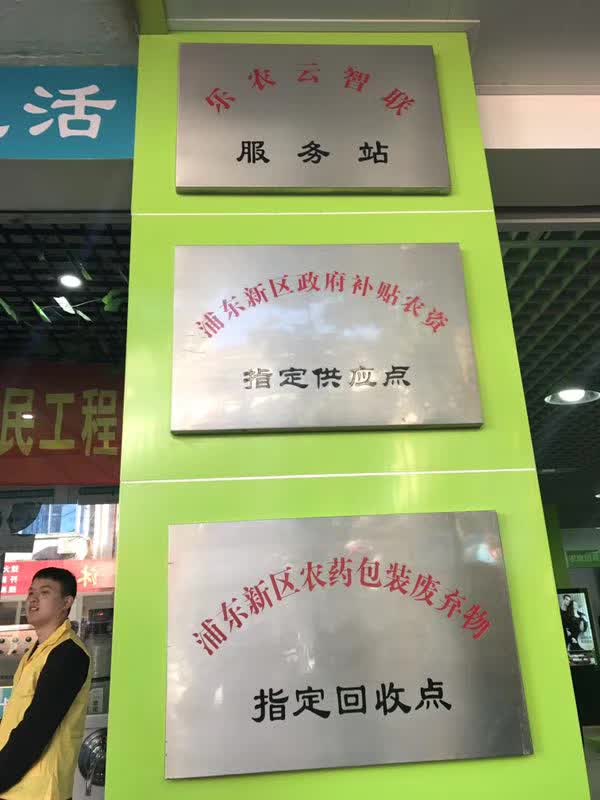 活
乐农云智联
服务站
浦东新区政府补贴农资
指定供应点
民工程
浦东新区农药包装废弃物
指定回收点